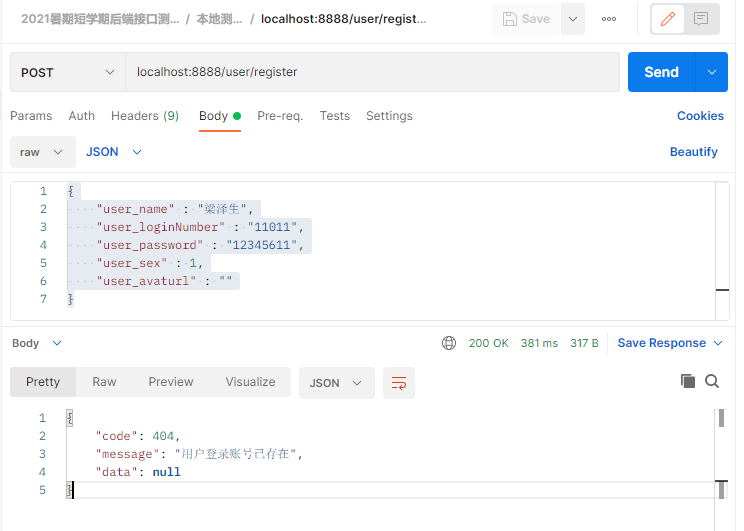 2021暑期短学期后端接口测... / 本地测... / localhost:8888/user/regist...
Save
POST localhost:8888/user/register Send
Params Auth Headers (9) Body Pre-req. Tests Settings Cookies
raw JSON Beautify
1 {
2 "user_name" : "梁泽生",
3 "user_loginNumber" : "11011",
4 "user_password" : "12345611",
5 "user_sex" : 1,
6 "user_avaturl" : ""
7 }
Body 200 OK 381 ms 317 B Save Response
Pretty Raw Preview Visualize JSON
1 {
2 "code": 404,
3 "message": "用户登录账号已存在",
4 "data": null
5 }